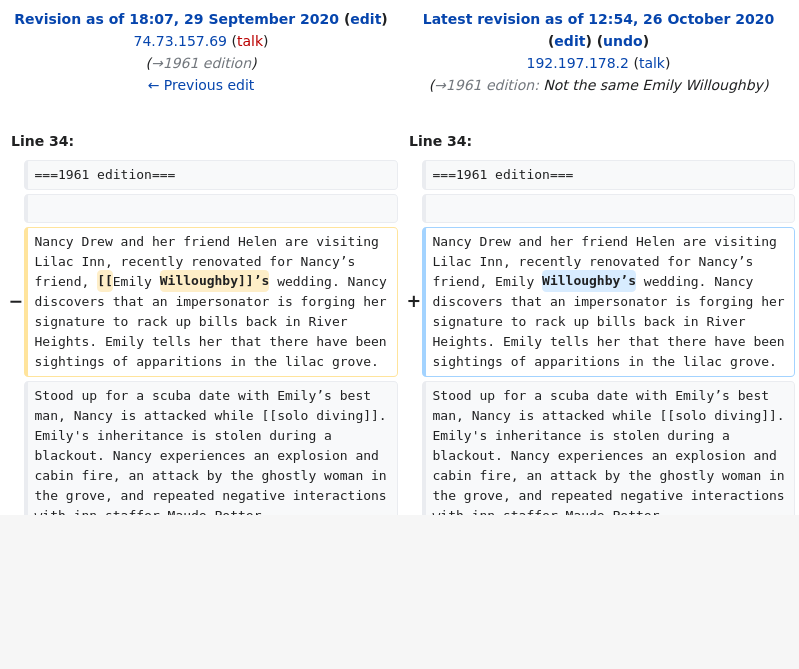 Revision as of 18:07, 29 September 2020 (edit)
74.73.157.69 (talk)
(→1961 edition)
← Previous edit
Latest revision as of 12:54, 26 October 2020
(edit) (undo)
192.197.178.2 (talk)
(→1961 edition: Not the same Emily Willoughby)
Line 34:
Line 34:
===1961 edition===
===1961 edition===
Nancy Drew and her friend Helen are visiting
Lilac Inn, recently renovated for Nancy’s
friend, [[Emily Willoughby]]’s wedding. Nancy
− discovers that an impersonator is forging her
signature to rack up bills back in River
Heights. Emily tells her that there have been
sightings of apparitions in the lilac grove.
Nancy Drew and her friend Helen are visiting
Lilac Inn, recently renovated for Nancy’s
friend, Emily Willoughby’s wedding. Nancy
+ discovers that an impersonator is forging her
signature to rack up bills back in River
Heights. Emily tells her that there have been
sightings of apparitions in the lilac grove.
Stood up for a scuba date with Emily’s best
man, Nancy is attacked while [[solo diving]].
Emily's inheritance is stolen during a
blackout. Nancy experiences an explosion and
cabin fire, an attack by the ghostly woman in
the grove, and repeated negative interactions
with inn staffer Maude Potter.
Stood up for a scuba date with Emily’s best
man, Nancy is attacked while [[solo diving]].
Emily's inheritance is stolen during a
blackout. Nancy experiences an explosion and
cabin fire, an attack by the ghostly woman in
the grove, and repeated negative interactions
with inn staffer Maude Potter.